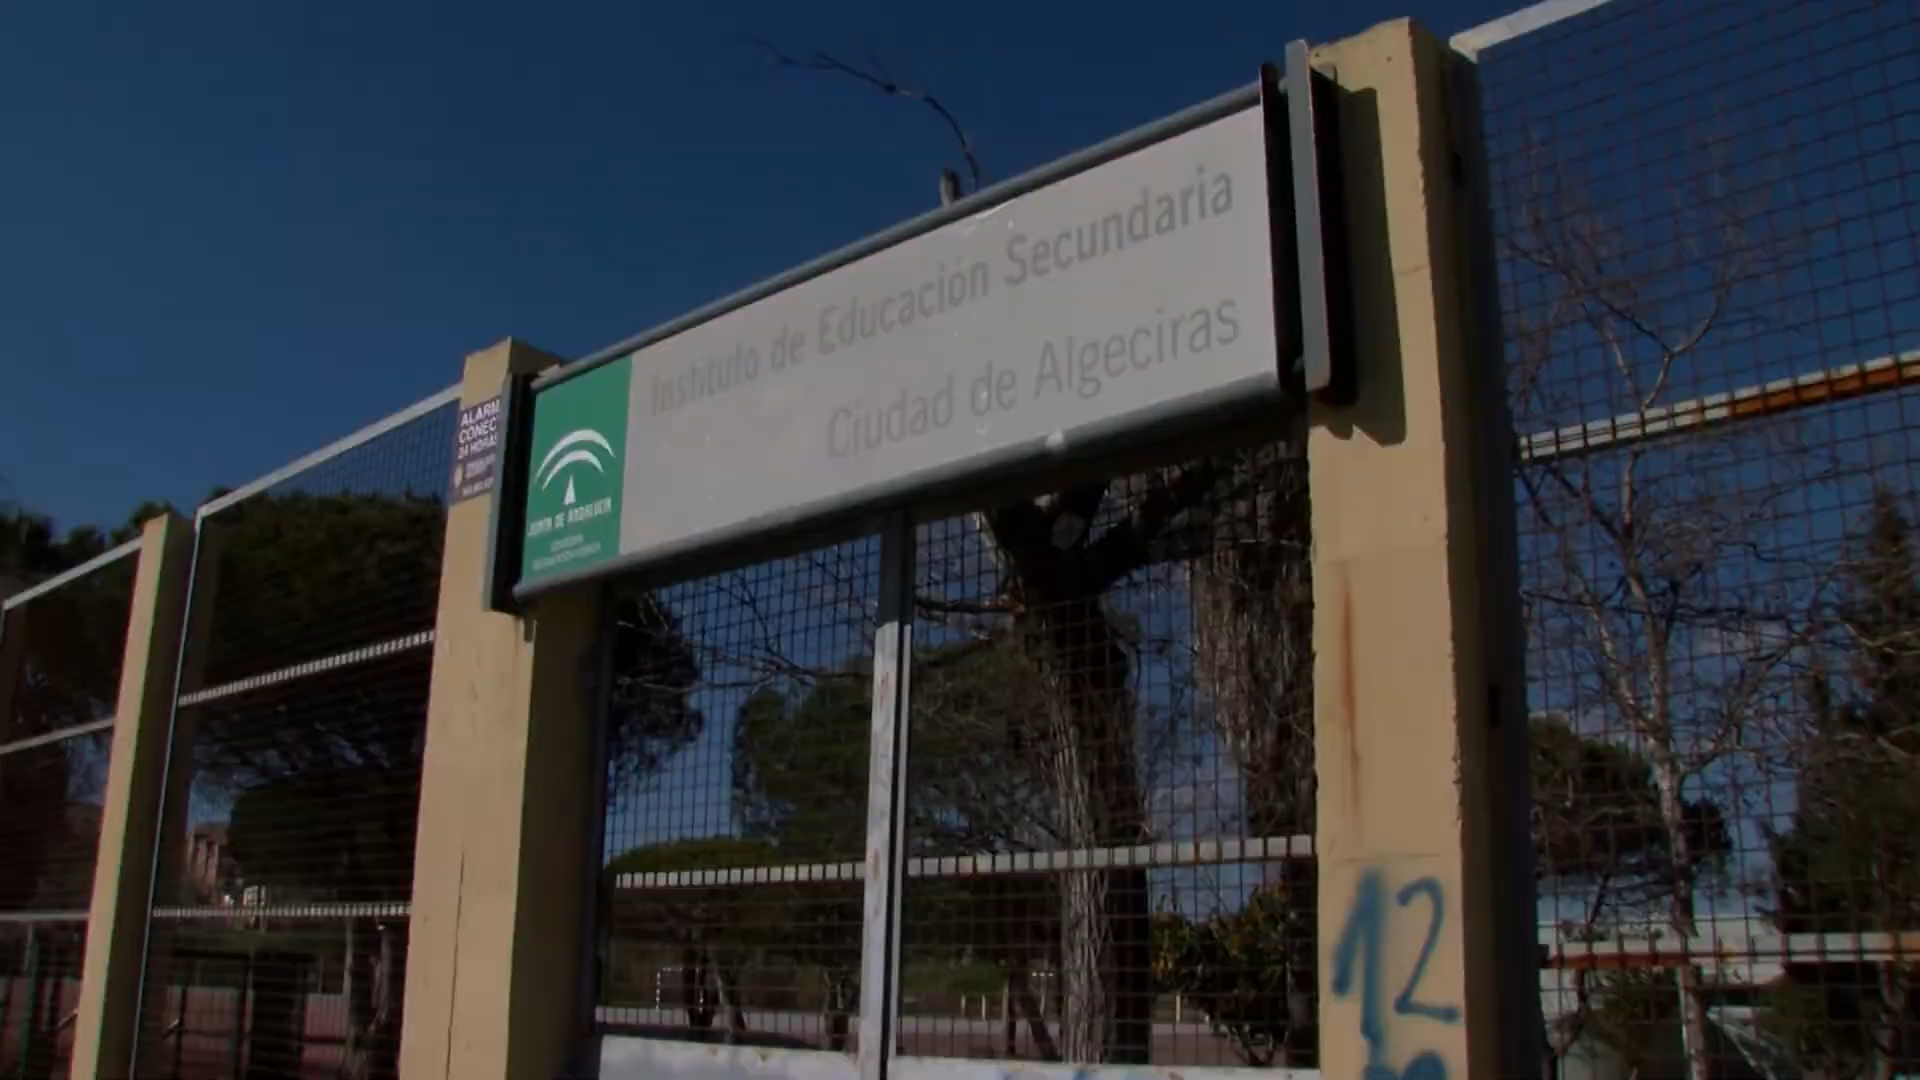 Instituto de Educación Secundaria
Ciudad de Algeciras
ALARM
CONEC
24 HORAS
JUNTA DE ANDALUCIA
12